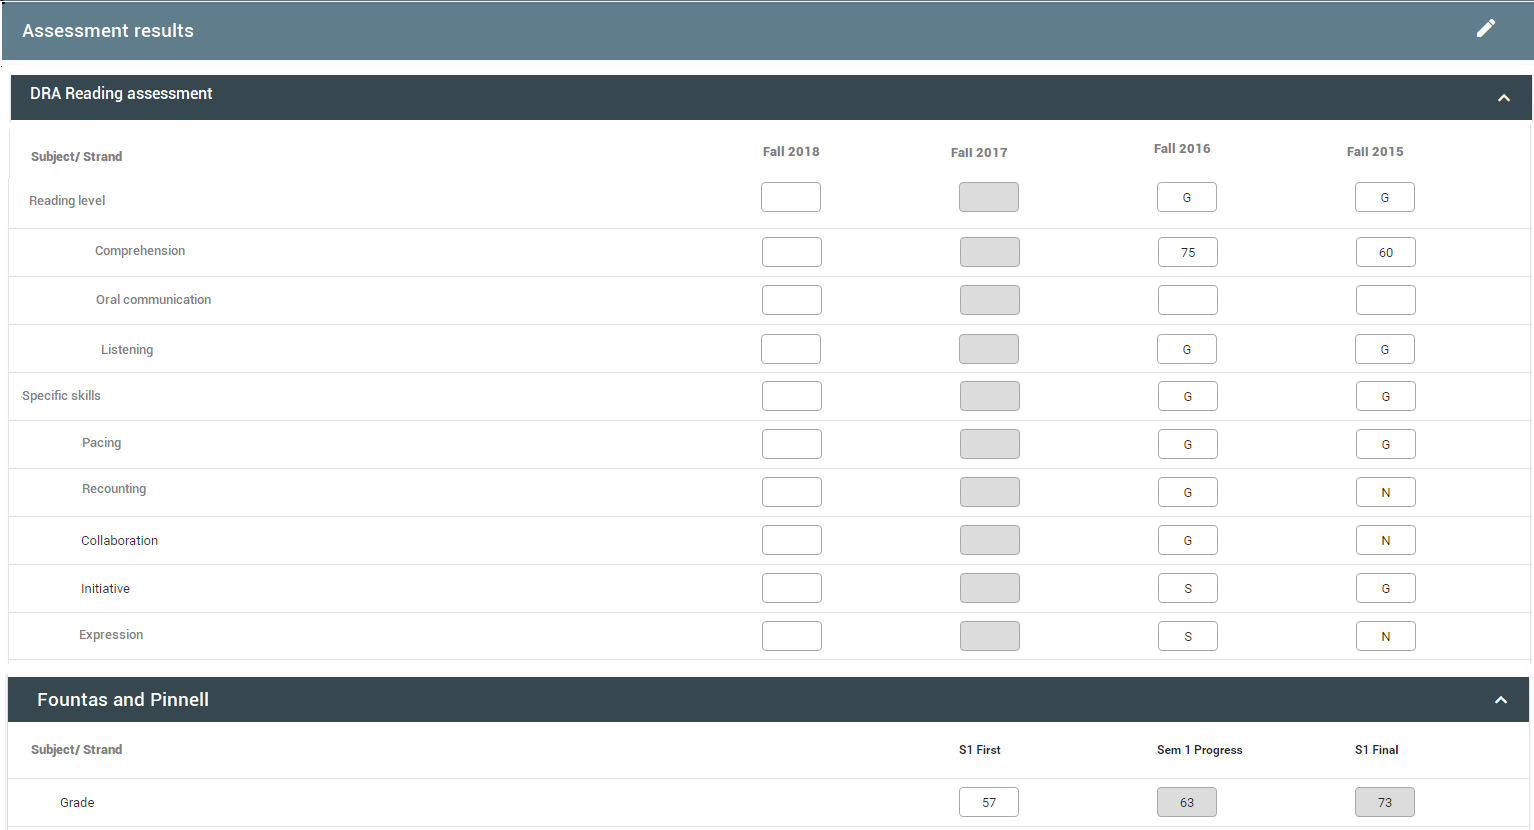 Assessment results
DRA Reading assessment
Subject/ Strand Fall 2018 Fall 2017 Fall 2016 Fall 2015
Reading level G G
Comprehension 75 60
Oral communication
Listening G G
Specific skills G G
Pacing G G
Recounting G N
Collaboration G N
Initiative S G
Expression S N
Fountas and Pinnell
Subject/ Strand S1 First Sem 1 Progress S1 Final
Grade 57 63 73